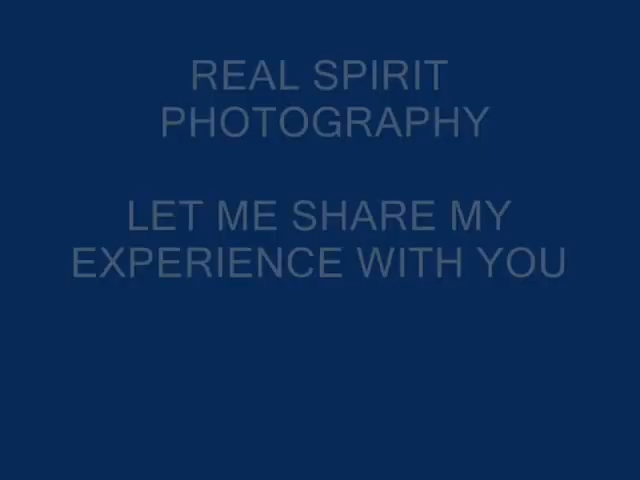 REAL SPIRIT
PHOTOGRAPHY
LET ME SHARE MY
EXPERIENCE WITH YOU